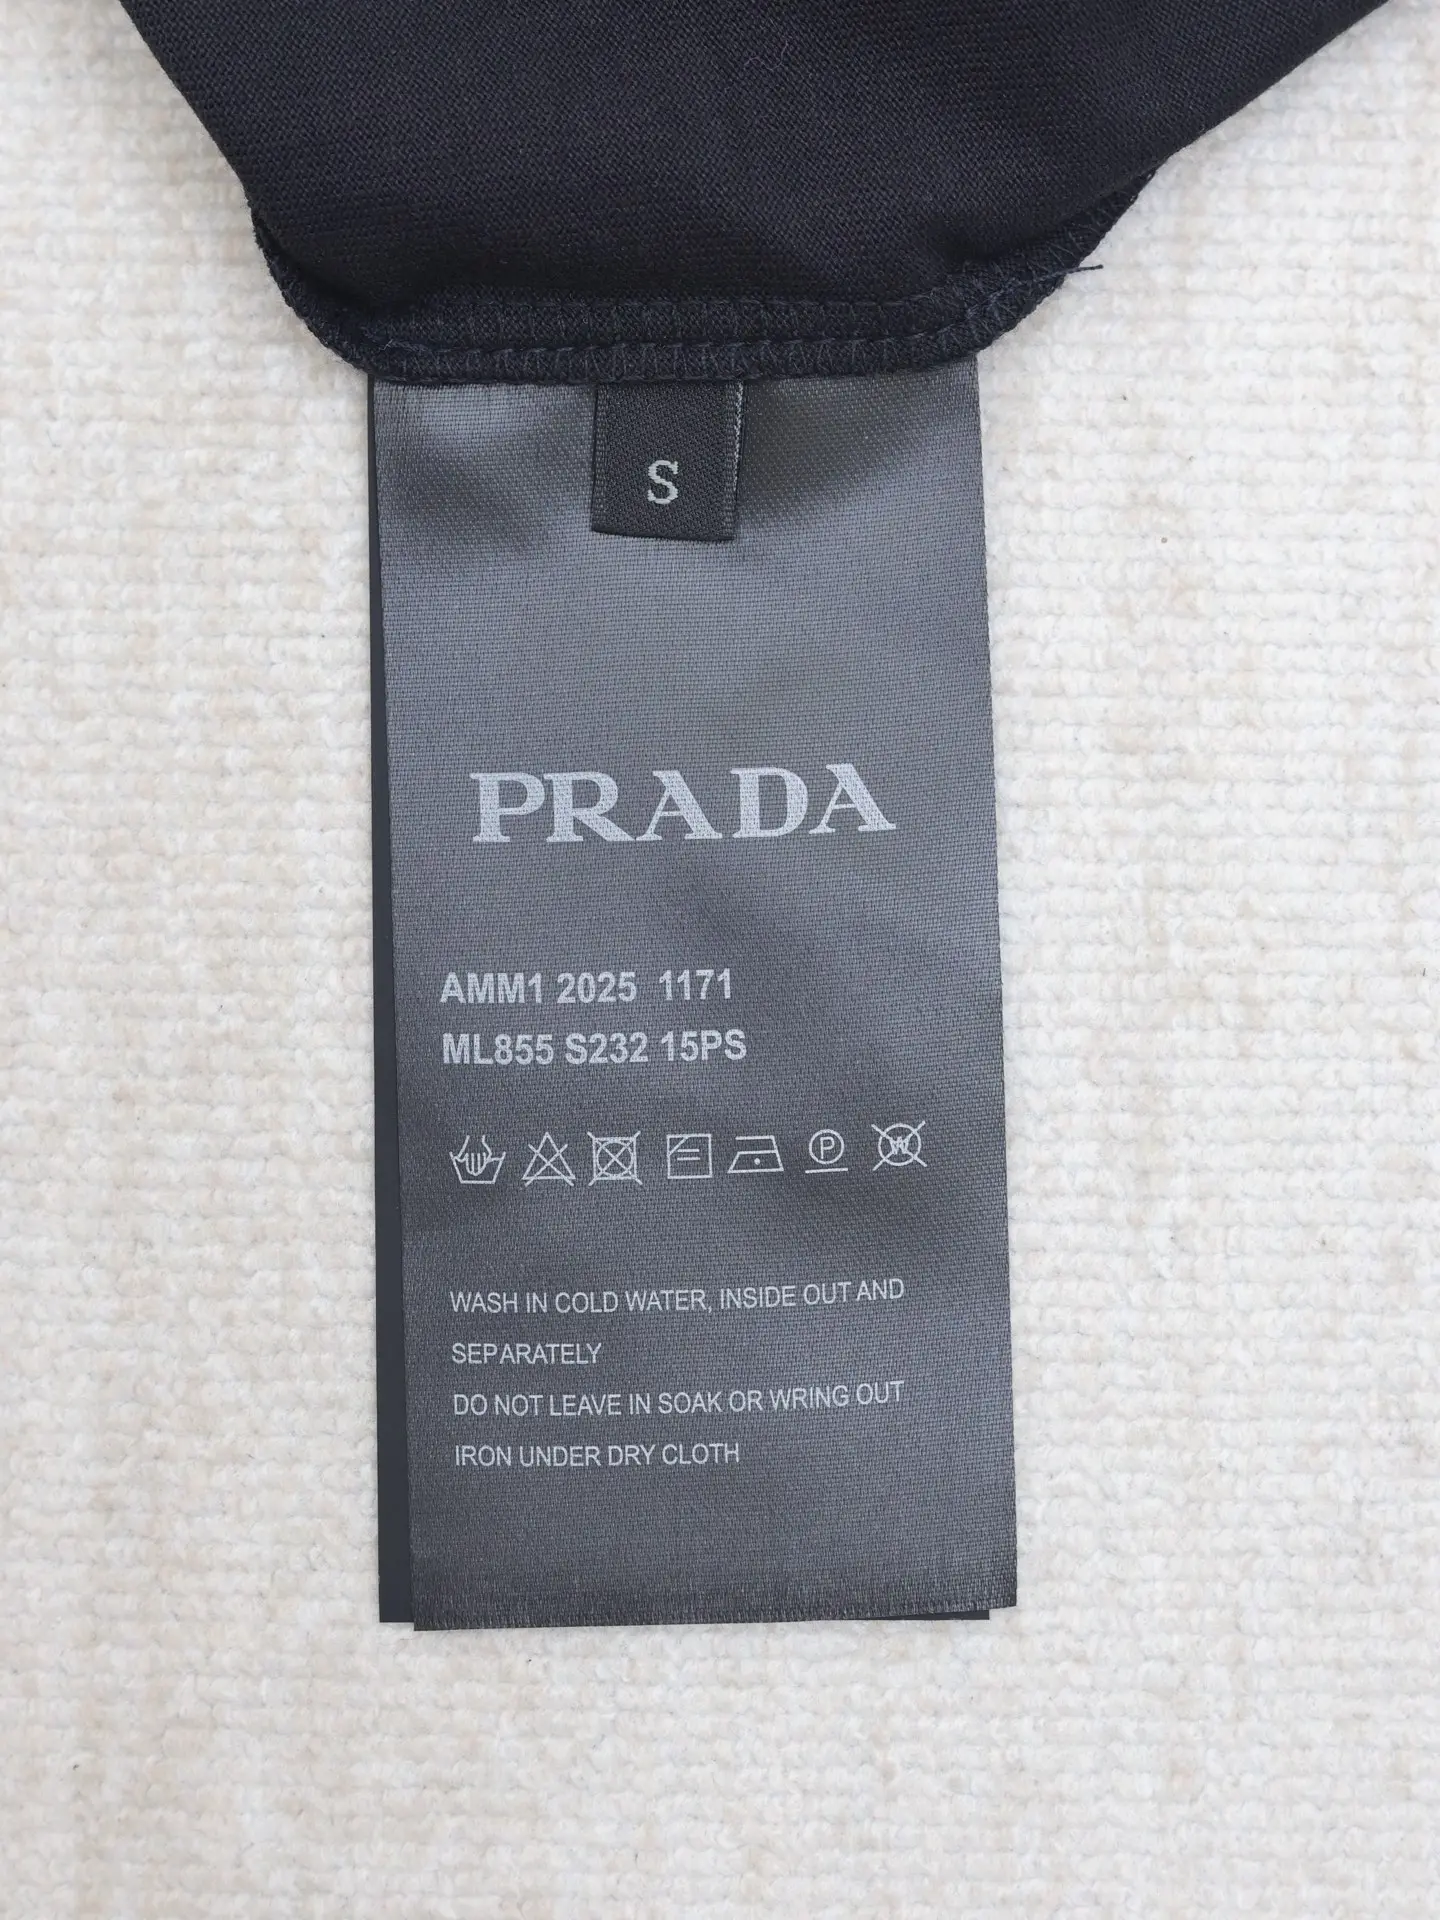 S
PRADA
AMM1 2025 1171
ML855 S232 15PS
P
W
WASH IN COLD WATER, INSIDE OUT AND
SEPARATELY
DO NOT LEAVE IN SOAK OR WRING OUT
IRON UNDER DRY CLOTH